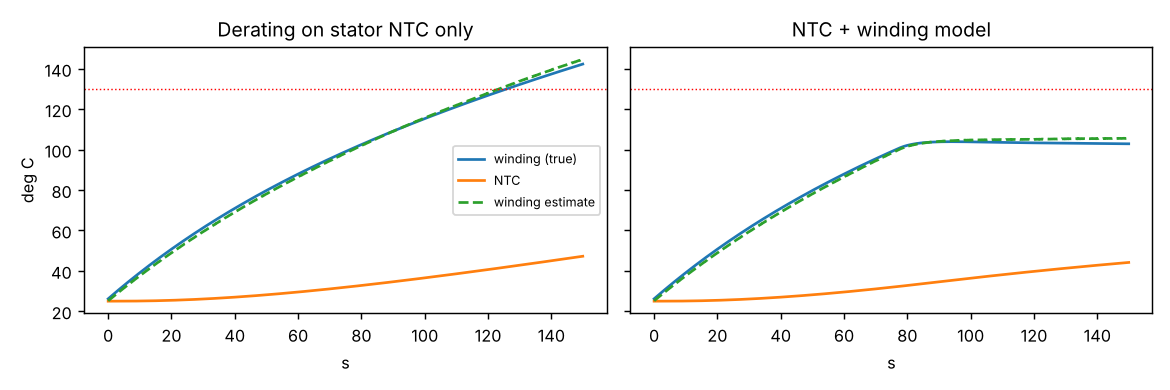 Derating on stator NTC only
deg C
140
120
100
80
60
40
20
winding (true)
NTC
winding estimate
0 20 40 60 80 100 120 140
s
NTC + winding model
0 20 40 60 80 100 120 140
s